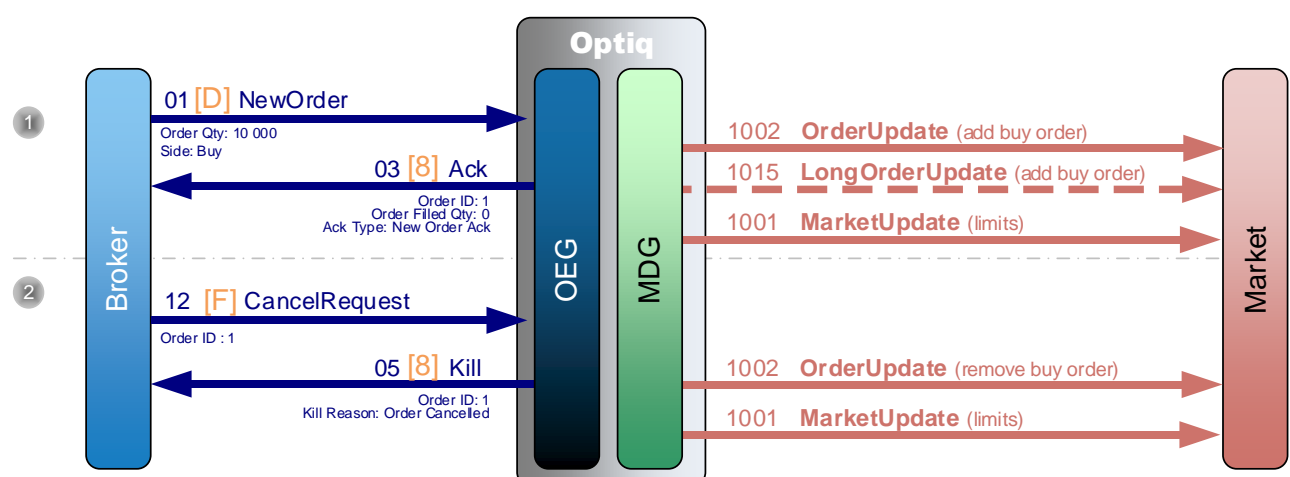 Optiq
1
01 [D] NewOrder
Order Qty: 10 000
Side: Buy
03 [8] Ack
Order ID: 1
Order Filled Qty: 0
Ack Type: New Order Ack
1002 OrderUpdate (add buy order)
1015 LongOrderUpdate (add buy order)
1001 MarketUpdate (limits)
Broker
OEG
MDG
Market
2
12 [F] CancelRequest
Order ID : 1
05 [8] Kill
Order ID: 1
Kill Reason: Order Cancelled
1002 OrderUpdate (remove buy order)
1001 MarketUpdate (limits)